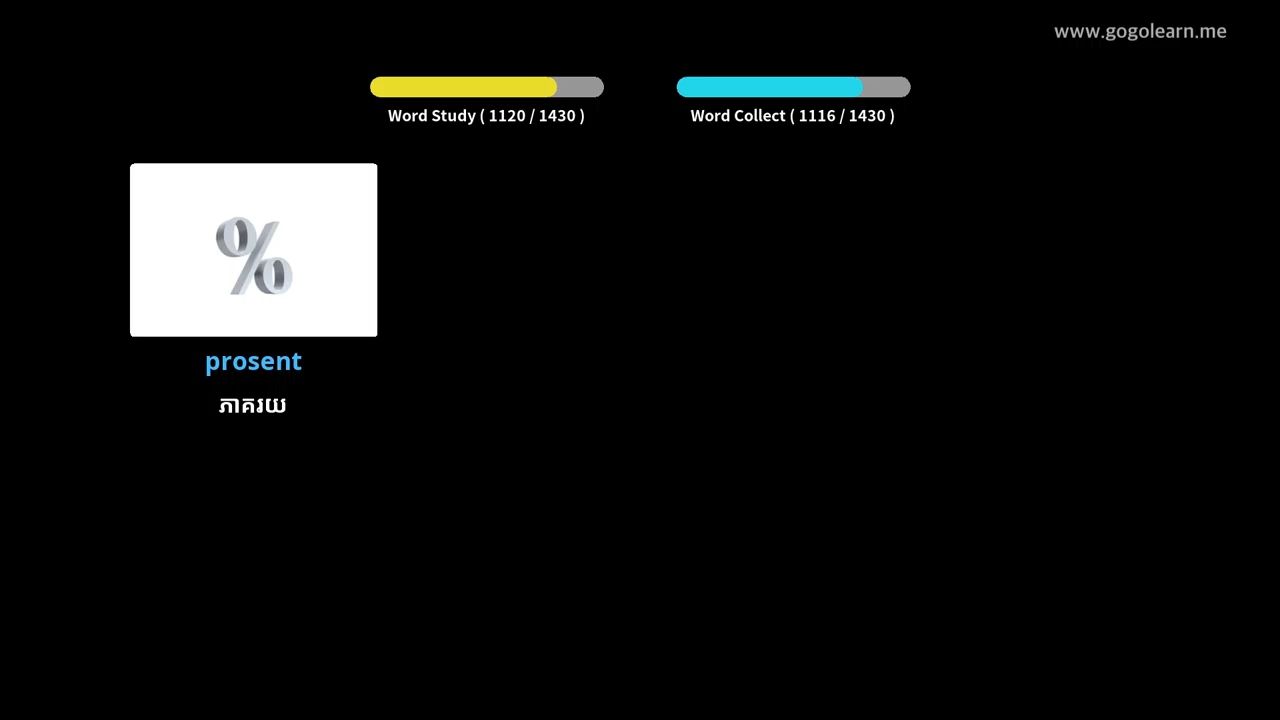 www.gogolearn.me
Word Study ( 1120 / 1430 )
Word Collect ( 1116 / 1430 )
%
prosent
ភាគរយ